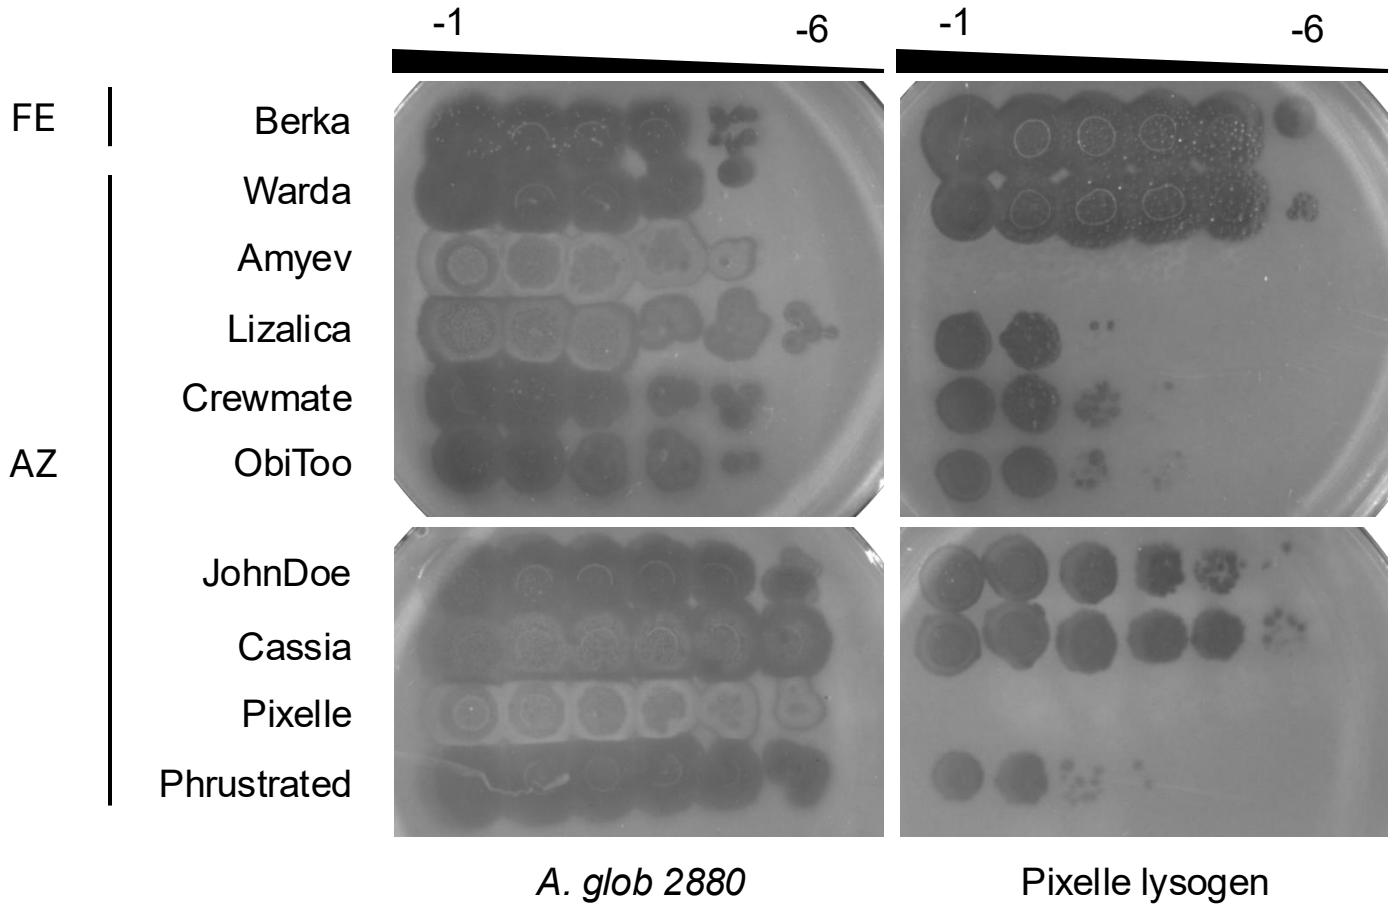 -1 -6 -1 -6
FE
Berka
Warda
Amyev
Lizalica
Crewmate
AZ
ObiToo
JohnDoe
Cassia
Pixelle
Phrustrated
A. glob 2880
Pixelle lysogen